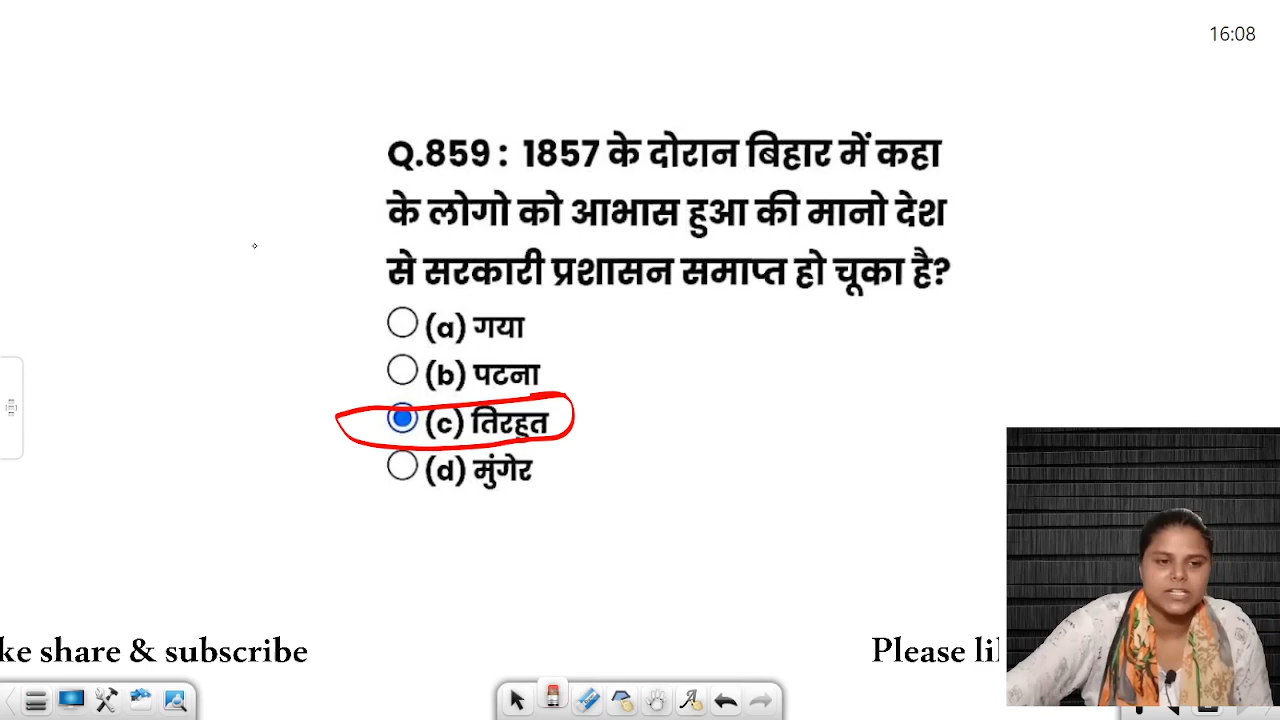 16:08
Q.859 : 1857 के दोरान बिहार में कहा
के लोगो को आभास हुआ की मानो देश
से सरकारी प्रशासन समाप्त हो चूका है?
(a) गया
(b) पटना
(c) तिरहुत
(d) मुंगेर
ke share & subscribe
Please li